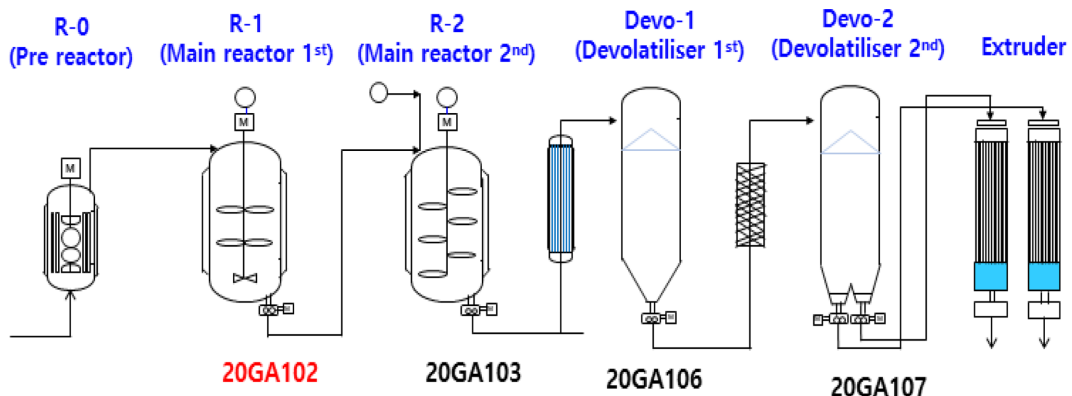 R-0
(Pre reactor)
R-1
(Main reactor 1st)
R-2
(Main reactor 2nd)
Devo-1
(Devolatiliser 1st)
Devo-2
(Devolatiliser 2nd)
Extruder
M
M
M
M
M
M
M
M
20GA102
20GA103
20GA106
20GA107